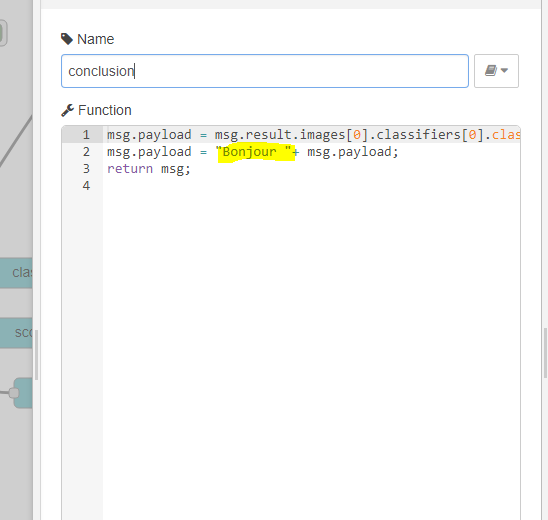 Name
conclusion
Function
1 msg.payload = msg.result.images[0].classifiers[0].clas
2 msg.payload = "Bonjour "+ msg.payload;
3 return msg;
4
clas
sco